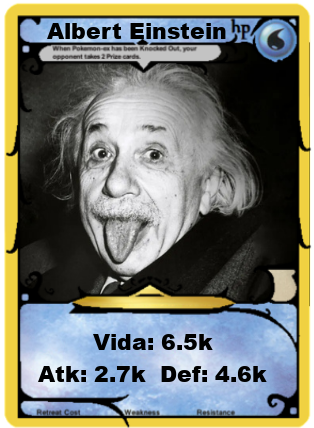 Albert Einstein hp
When Pokemon-ex has been Knocked Out, your
opponent takes 2 Prize cards.
Vida: 6.5k
Atk: 2.7k Def: 4.6k
Retreat Cost Weakness Resistance